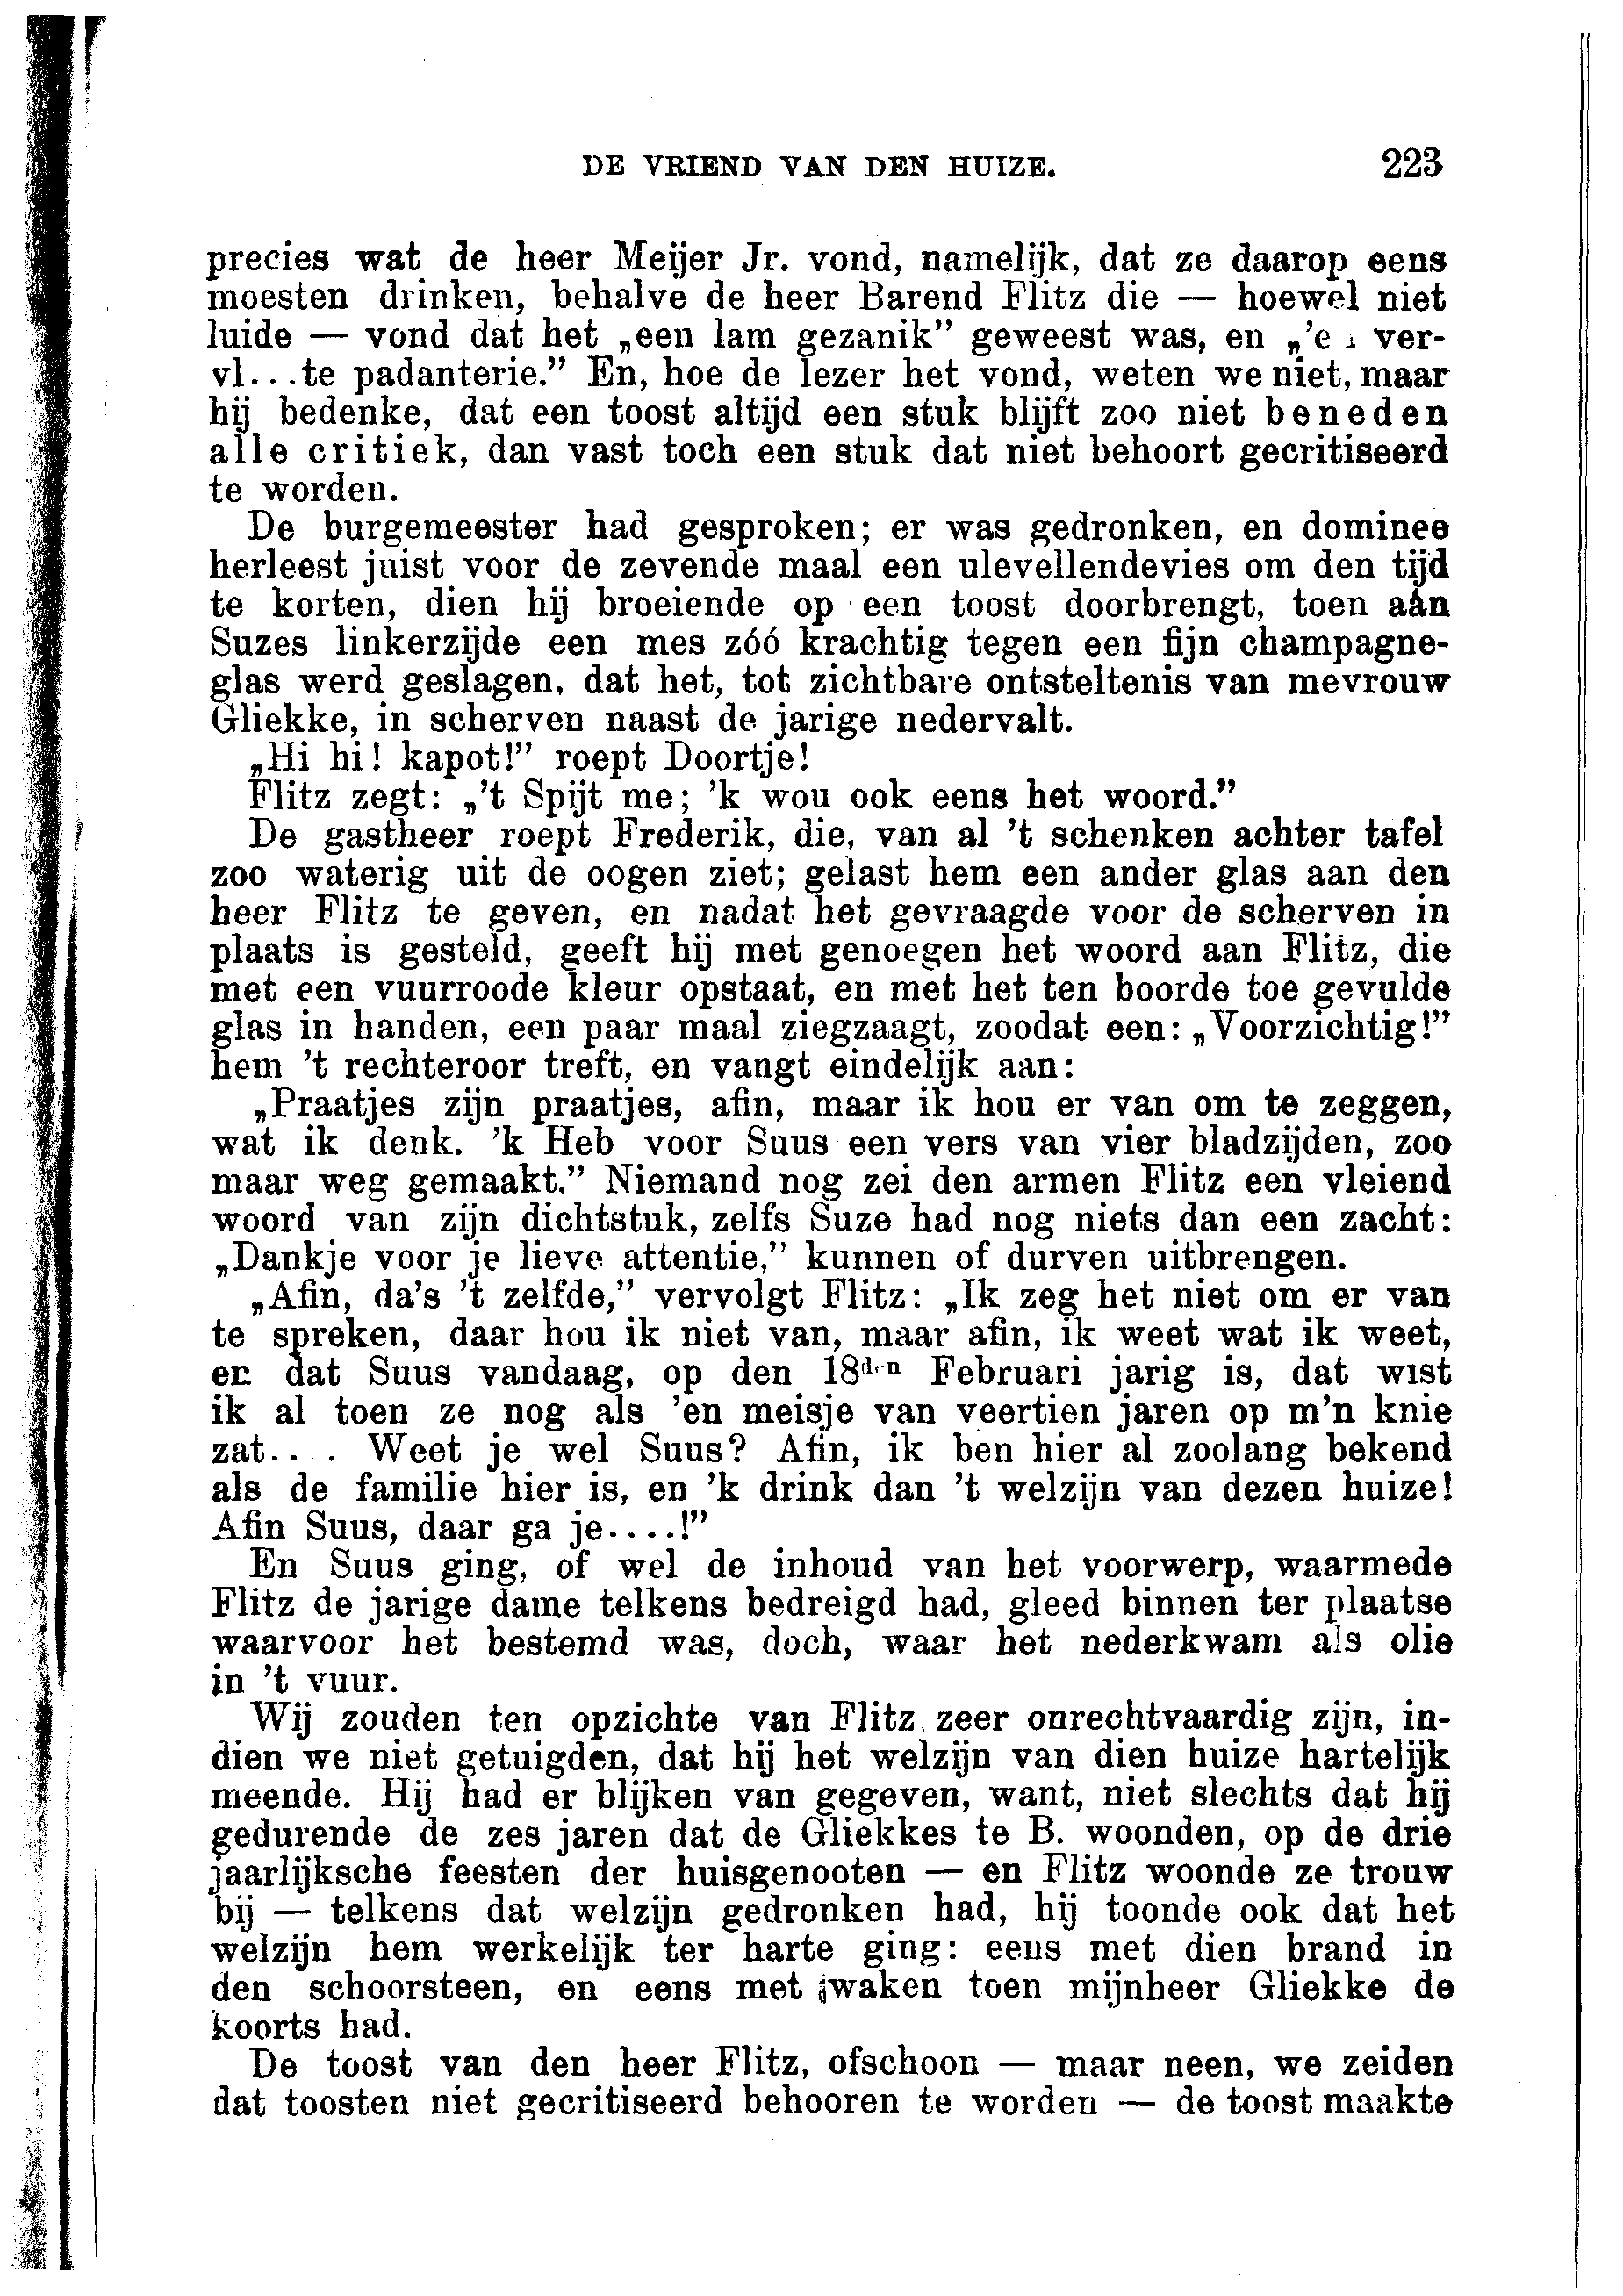 DE VRIEND VAN DEN HUIZE. 223
precies wat de heer Meijer Jr. vond, namelijk, dat ze daarop eens
moesten drinken, behalve de heer Barend Flitz die — hoewel niet
luide — vond dat het „een lam gezanik” geweest was, en „'e ver-
vl...te padanterie.” En, hoe de lezer het vond, weten we niet, maar
hij bedenke, dat een toost altijd een stuk blijft zoo niet beneden
alle critiek, dan vast toch een stuk dat niet behoort gecritiseerd
te worden.
De burgemeester had gesproken; er was gedronken, en dominee
herleest juist voor de zevende maal een ulevellendevies om den tijd
te korten, dien hij broeiende op een toost doorbrengt, toen aan
Suzes linkerzijde een mes zóó krachtig tegen een fijn champagne-
glas werd geslagen, dat het, tot zichtbare ontsteltenis van mevrouw
Gliekke, in scherven naast de jarige nedervalt.
„Hi hi! kapot!” roept Doortje!
Flitz zegt: „'t Spijt me; 'k wou ook eens het woord.”
De gastheer roept Frederik, die, van al 't schenken achter tafel
zoo waterig uit de oogen ziet; gelast hem een ander glas aan den
heer Flitz te geven, en nadat het gevraagde voor de scherven in
plaats is gesteld, geeft hij met genoegen het woord aan Flitz, die
met een vuurroode kleur opstaat, en met het ten boorde toe gevulde
glas in handen, een paar maal ziegzaagt, zoodat een: „Voorzichtig!”
hem 't rechteroor treft, en vangt eindelijk aan:
„Praatjes zijn praatjes, afin, maar ik hou er van om te zeggen,
wat ik denk. 'k Heb voor Suus een vers van vier bladzijden, zoo
maar weg gemaakt.” Niemand nog zei den armen Flitz een vleiend
woord van zijn dichtstuk, zelfs Suze had nog niets dan een zacht:
„Dankje voor je lieve attentie,” kunnen of durven uitbrengen.
„Afin, da's 't zelfde,” vervolgt Flitz: „Ik zeg het niet om er van
te spreken, daar hou ik niet van, maar afin, ik weet wat ik weet,
en dat Suus vandaag, op den 18den Februari jarig is, dat wist
ik al toen ze nog als 'en meisje van veertien jaren op m'n knie
zat... Weet je wel Suus? Afin, ik ben hier al zoolang bekend
als de familie hier is, en 'k drink dan 't welzijn van dezen huize!
Afin Suus, daar ga je....!”
En Suus ging, of wel de inhoud van het voorwerp, waarmede
Flitz de jarige dame telkens bedreigd had, gleed binnen ter plaatse
waarvoor het bestemd was, doch, waar het nederkwam als olie
in 't vuur.
Wij zouden ten opzichte van Flitz zeer onrechtvaardig zijn, in-
dien we niet getuigden, dat hij het welzijn van dien huize hartelijk
meende. Hij had er blijken van gegeven, want, niet slechts dat hij
gedurende de zes jaren dat de Gliekkes te B. woonden, op de drie
jaarlijksche feesten der huisgenooten — en Flitz woonde ze trouw
bij — telkens dat welzijn gedronken had, hij toonde ook dat het
welzijn hem werkelijk ter harte ging: eens met dien brand in
den schoorsteen, en eens met waken toen mijnheer Gliekke de
koorts had.
De toost van den heer Flitz, ofschoon — maar neen, we zeiden
dat toosten niet gecritiseerd behooren te worden — de toost maakte